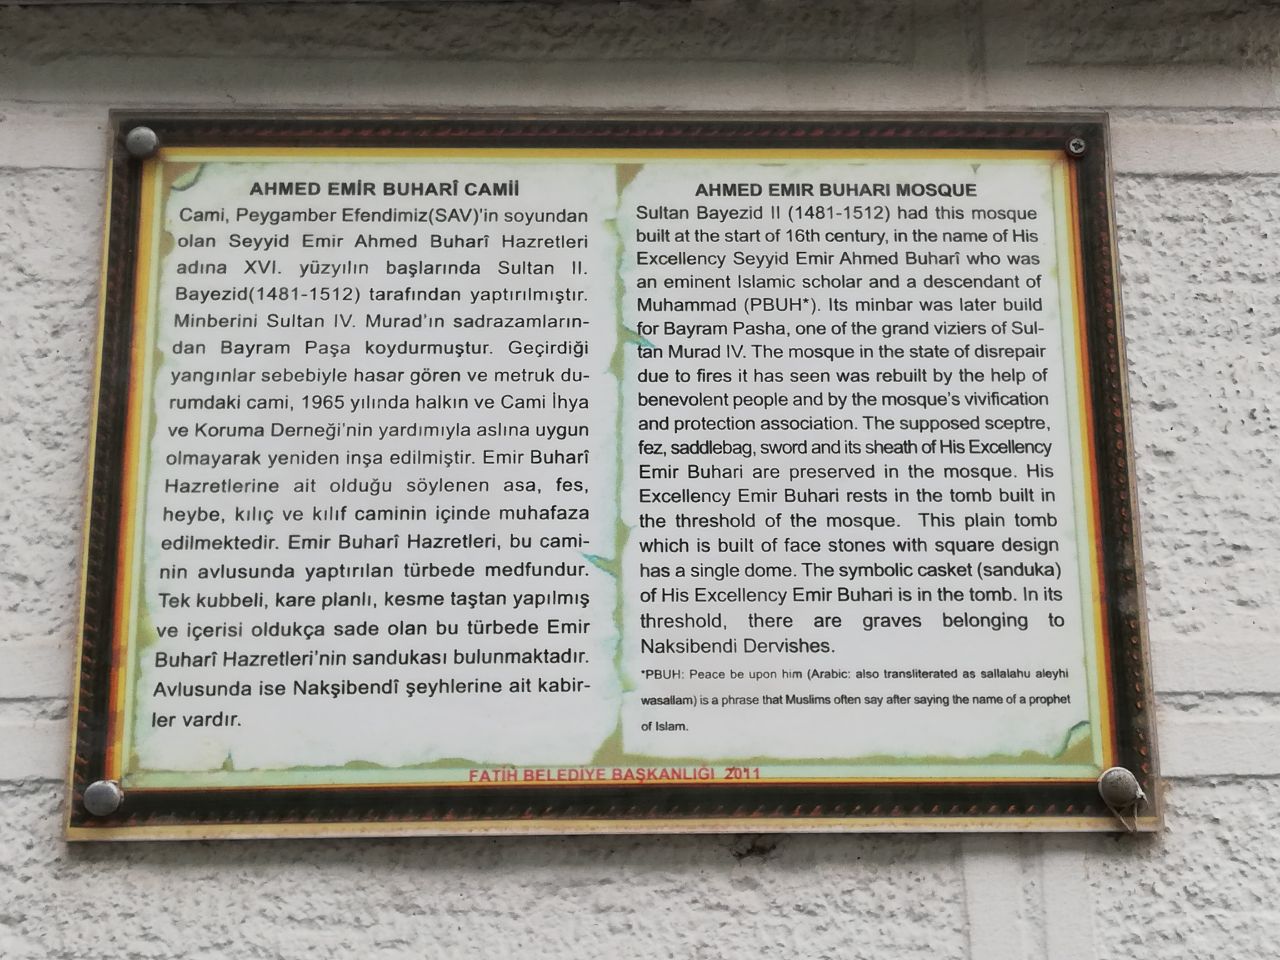 AHMED EMİR BUHARÎ CAMİİ
Cami, Peygamber Efendimiz(SAV)'in soyundan
olan Seyyid Emir Ahmed Buharî Hazretleri
adına XVI. yüzyılın başlarında Sultan II.
Bayezid(1481-1512) tarafından yaptırılmıştır.
Minberini Sultan IV. Murad'ın sadrazamların-
dan Bayram Paşa koydurmuştur. Geçirdiği
yangınlar sebebiyle hasar gören ve metruk du-
rumdaki cami, 1965 yılında halkın ve Cami İhya
ve Koruma Derneği'nin yardımıyla aslına uygun
olmayarak yeniden inşa edilmiştir. Emir Buharî
Hazretlerine ait olduğu söylenen asa, fes,
heybe, kılıç ve kılıf caminin içinde muhafaza
edilmektedir. Emir Buharî Hazretleri, bu cami-
nin avlusunda yaptırılan türbede medfundur.
Tek kubbeli, kare planlı, kesme taştan yapılmış
ve içerisi oldukça sade olan bu türbede Emir
Buharî Hazretleri'nin sandukası bulunmaktadır.
Avlusunda ise Nakşibendî şeyhlerine ait kabir-
ler vardır.
AHMED EMIR BUHARI MOSQUE
Sultan Bayezid II (1481-1512) had this mosque
built at the start of 16th century, in the name of His
Excellency Seyyid Emir Ahmed Buharî who was
an eminent Islamic scholar and a descendant of
Muhammad (PBUH*). Its minbar was later build
for Bayram Pasha, one of the grand viziers of Sul-
tan Murad IV. The mosque in the state of disrepair
due to fires it has seen was rebuilt by the help of
benevolent people and by the mosque's vivification
and protection association. The supposed sceptre,
fez, saddlebag, sword and its sheath of His Excellency
Emir Buhari are preserved in the mosque. His
Excellency Emir Buhari rests in the tomb built in
the threshold of the mosque. This plain tomb
which is built of face stones with square design
has a single dome. The symbolic casket (sanduka)
of His Excellency Emir Buhari is in the tomb. In its
threshold, there are graves belonging to
Naksibendi Dervishes.
*PBUH: Peace be upon him (Arabic: also transliterated as sallalahu aleyhi
wasallam) is a phrase that Muslims often say after saying the name of a prophet
of Islam.
FATİH BELEDİYE BAŞKANLIĞI 2011